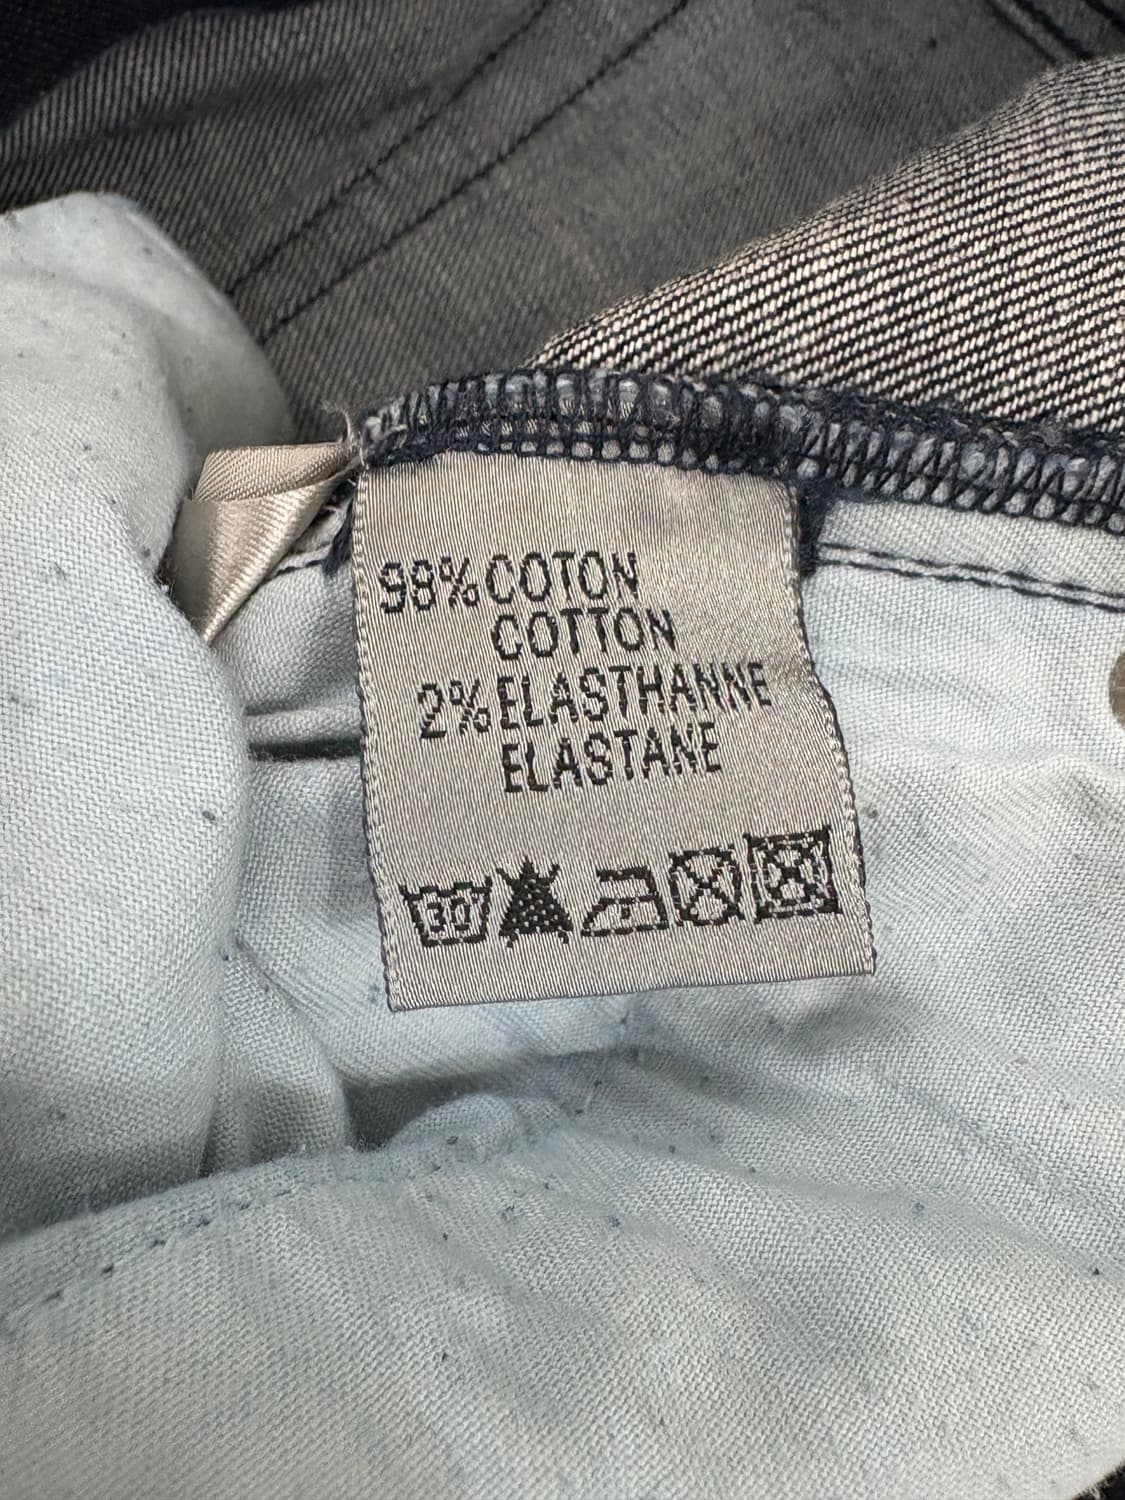 98% COTON
COTTON
2% ELASTHANNE
ELASTANE
30